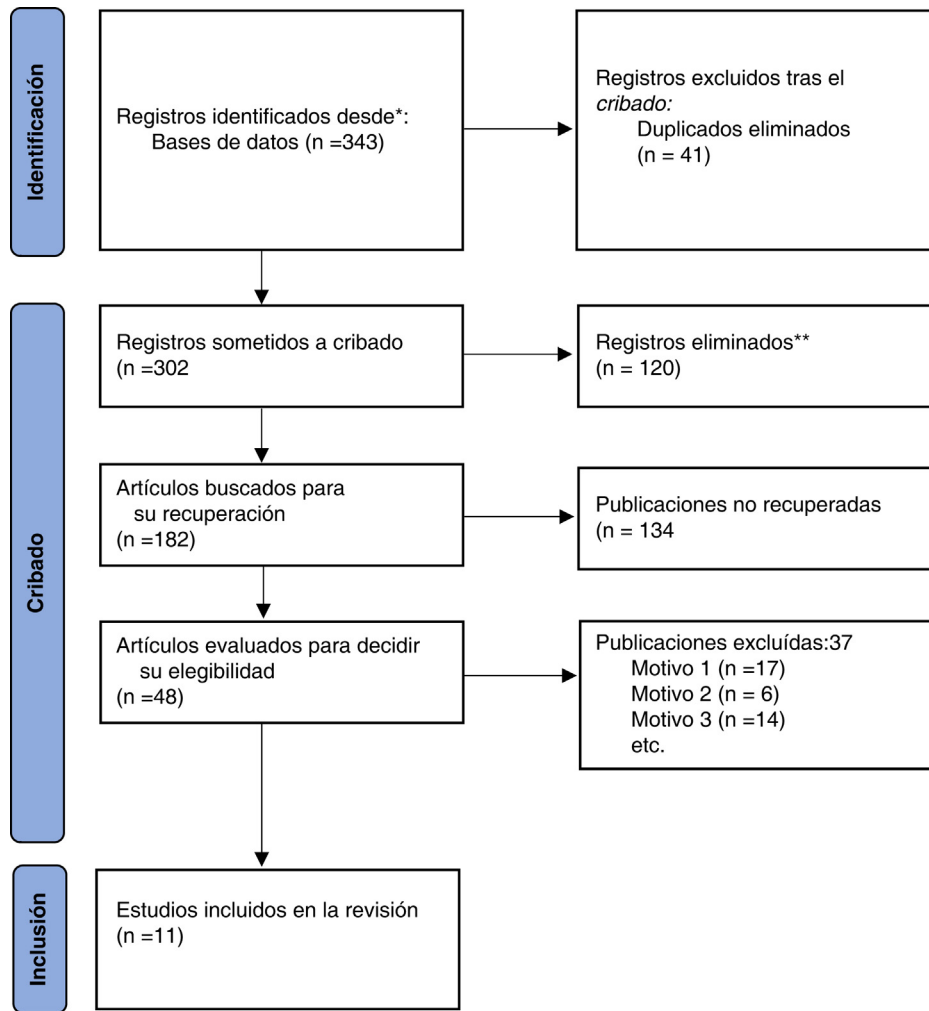 Identificación
Registros identificados desde*:
Bases de datos (n =343)
Registros excluidos tras el
cribado:
Duplicados eliminados
(n = 41)
Cribado
Registros sometidos a cribado
(n =302
Registros eliminados**
(n = 120)
Artículos buscados para
su recuperación
(n =182)
Publicaciones no recuperadas
(n = 134
Artículos evaluados para decidir
su elegibilidad
(n =48)
Publicaciones excluídas:37
Motivo 1 (n =17)
Motivo 2 (n = 6)
Motivo 3 (n =14)
etc.
Inclusión
Estudios incluidos en la revisión
(n =11)